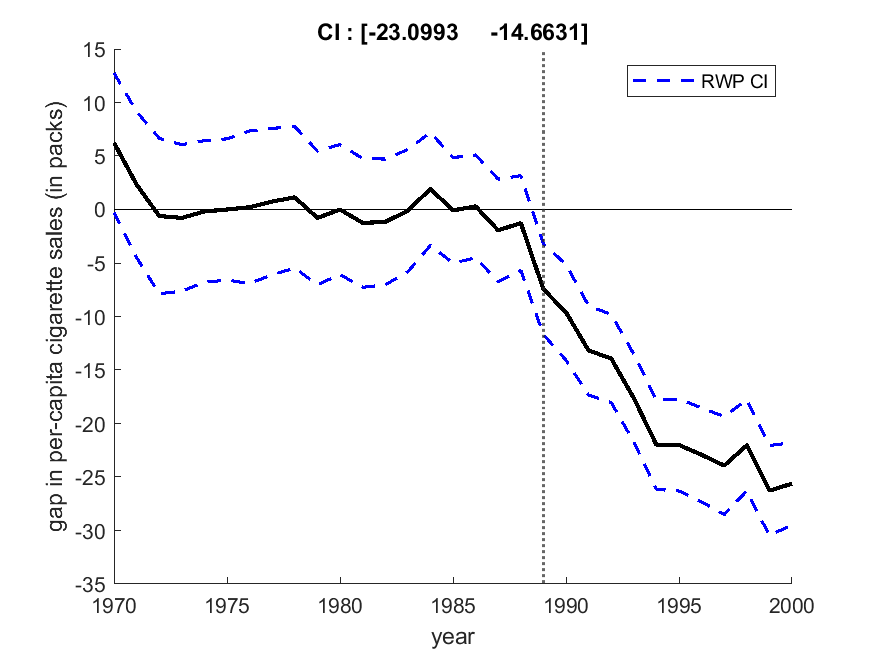 CI : [-23.0993 -14.6631]
RWP CI
gap in per-capita cigarette sales (in packs)
15
10
5
0
-5
-10
-15
-20
-25
-30
-35
1970 1975 1980 1985 1990 1995 2000
year